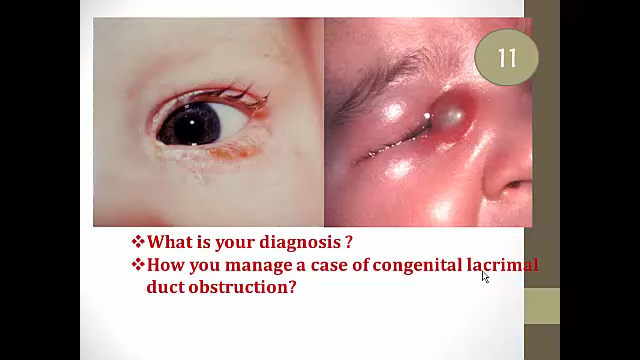 11
❖What is your diagnosis ?
❖How you manage a case of congenital lacrimal
duct obstruction?